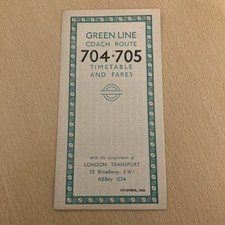 GREEN LINE
COACH ROUTE
704·705
TIMETABLE
AND FARES
With the compliments of
LONDON TRANSPORT
55 Broadway, S.W.1
ABBey 1234
DECEMBER,